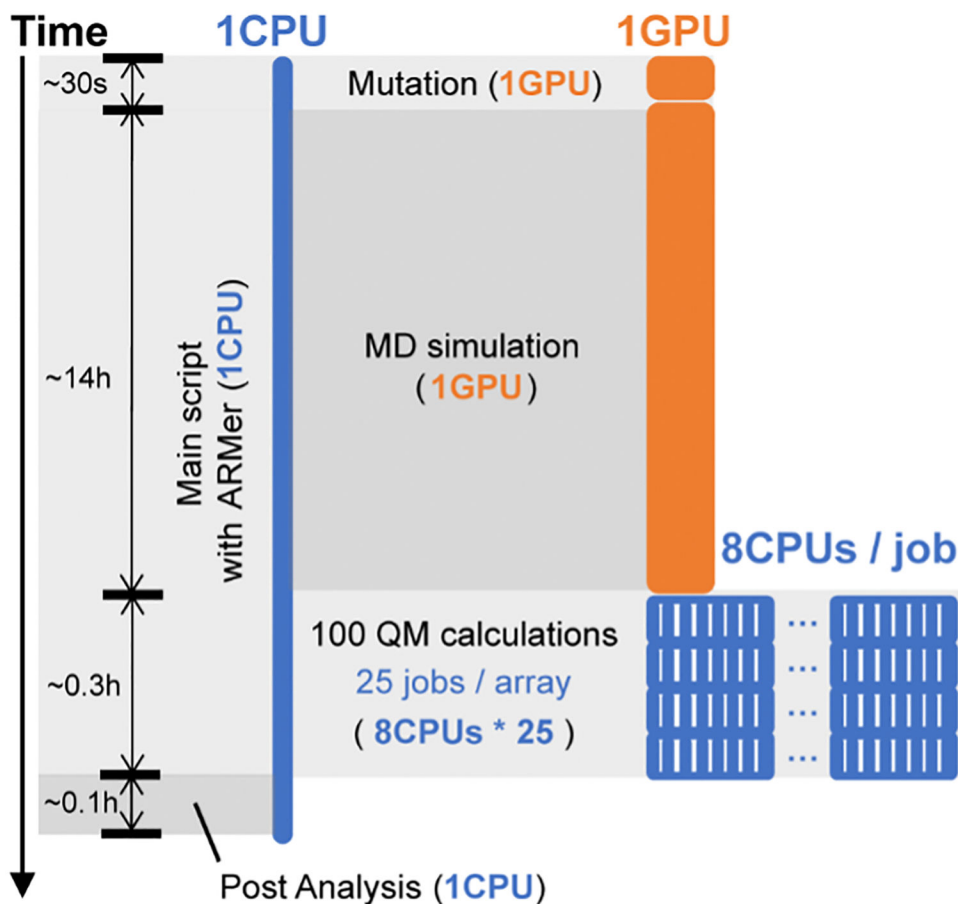 Time
1CPU
1GPU
~30s
Mutation (1GPU)
~14h
Main script
with ARMer (1CPU)
MD simulation
(1GPU)
8CPUs / job
~0.3h
100 QM calculations
25 jobs / array
( 8CPUs * 25 )
...
...
...
...
~0.1h
Post Analysis (1CPU)